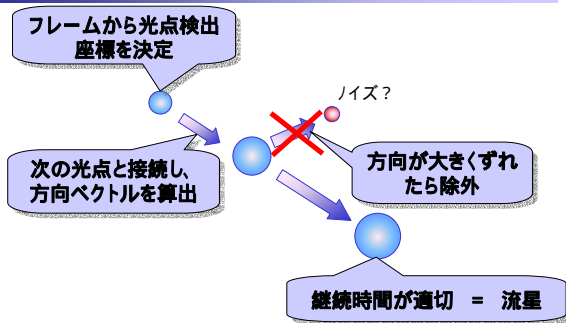 フレームから光点検出
座標を決定
ノイズ？
次の光点と接続し、
方向ベクトルを算出
方向が大きくずれ
たら除外
継続時間が適切 = 流星